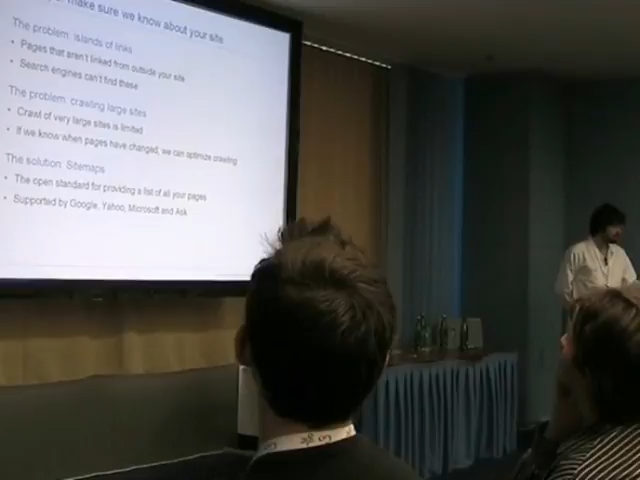 make sure we know about your site
The problem: islands of links
• Pages that aren't linked from outside your site
• Search engines can't find these
The problem: crawling large sites
• Crawl of very large sites is limited
• If we know when pages have changed, we can optimize crawling
The solution: Sitemaps
• The open standard for providing a list of all your pages
• Supported by Google, Yahoo, Microsoft and Ask